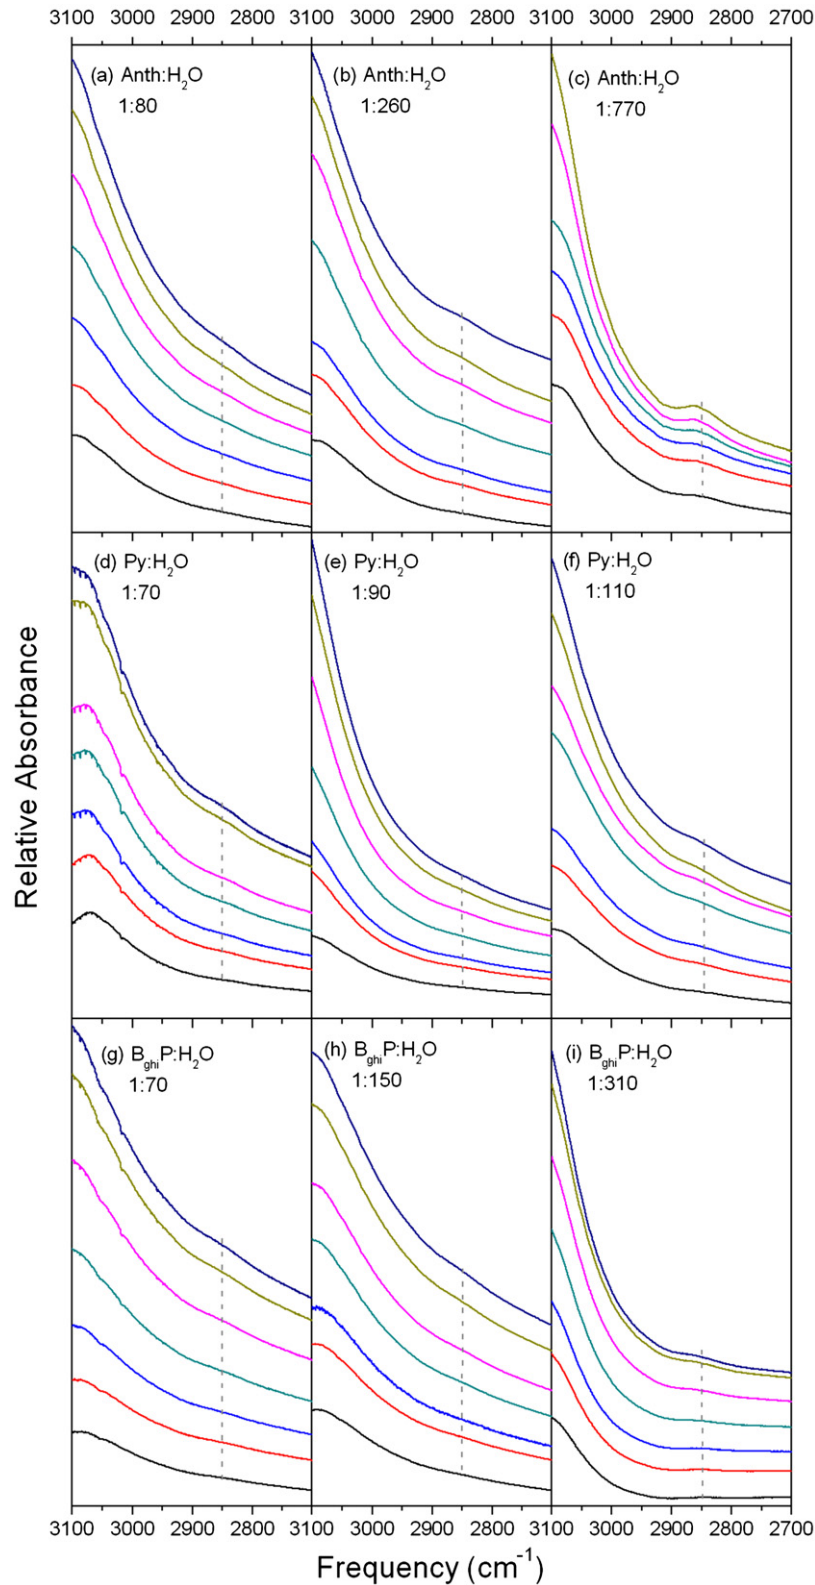 3100 3000 2900 2800 3100 3000 2900 2800 3100 3000 2900 2800 2700
(a) Anth:H₂O
1:80
(b) Anth:H₂O
1:260
(c) Anth:H₂O
1:770
(d) Py:H₂O
1:70
(e) Py:H₂O
1:90
(f) Py:H₂O
1:110
Relative Absorbance
(g) B_ghiP:H₂O
1:70
(h) B_ghiP:H₂O
1:150
(i) B_ghiP:H₂O
1:310
3100 3000 2900 2800 3100 3000 2900 2800 3100 3000 2900 2800 2700
Frequency (cm⁻¹)